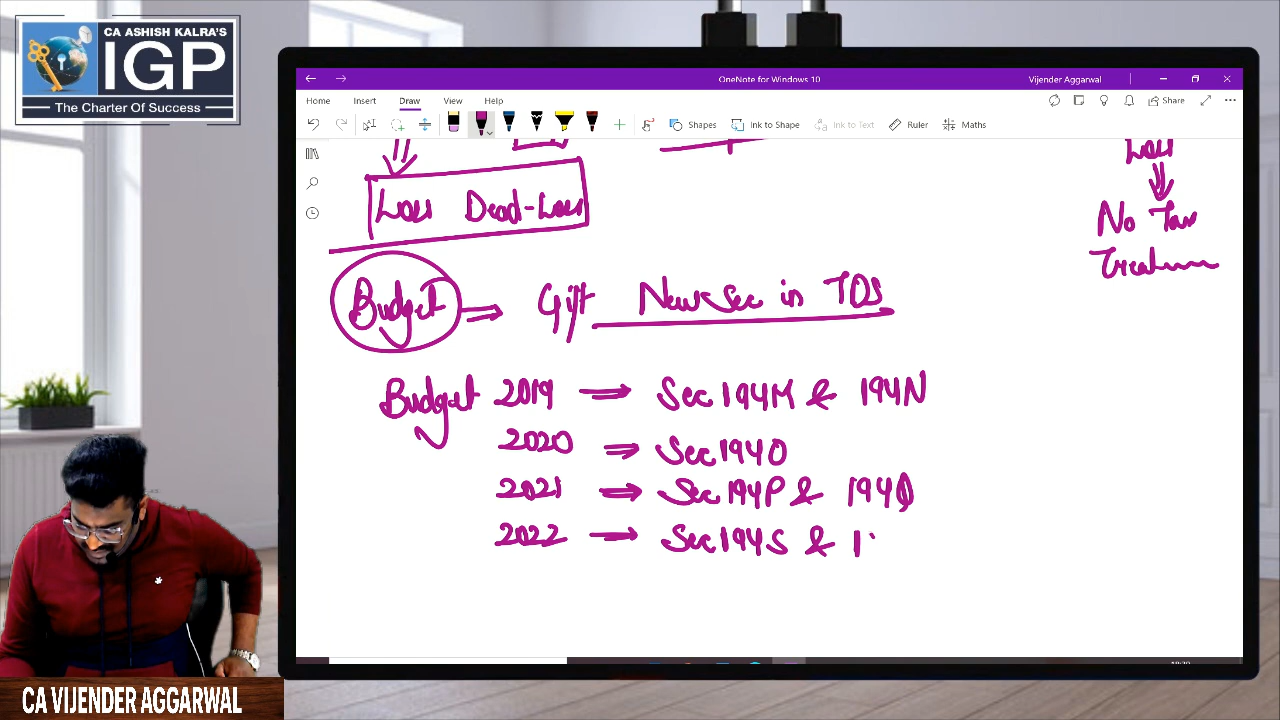 CA ASHISH KALRA'S
IGP
The Charter Of Success
OneNote for Windows 10
Vijender Aggarwal
Home Insert Draw View Help
Share
Shapes Ink to Shape Ink to Text Ruler Maths
Loss
Loss Dead-Loss
No Tax
Treatment
Budget ⇒ Gift New Sec in TDS
Budget 2019 ⇒ Sec 194M & 194N
2020 ⇒ Sec 194O
2021 ⇒ Sec 194P & 194Q
2022 → Sec 194S & 1
CA VIJENDER AGGARWAL